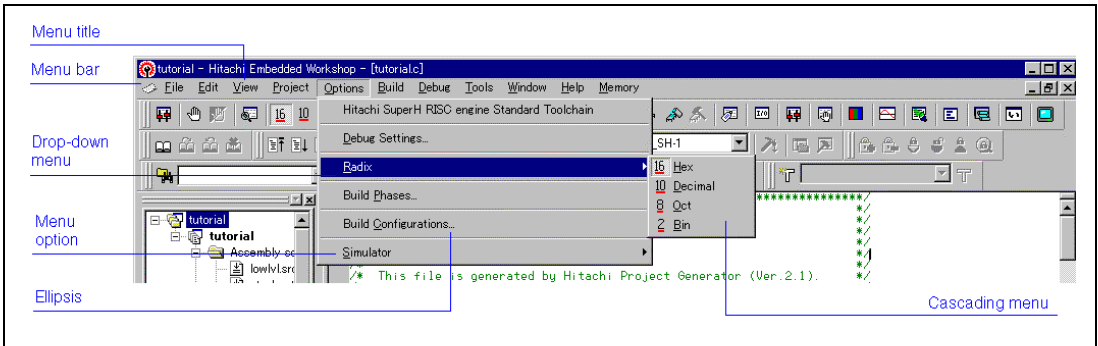 Menu title
Menu bar
tutorial - Hitachi Embedded Workshop - [tutorial.c]
File Edit View Project Options Build Debug Tools Window Help Memory
16 10
Hitachi SuperH RISC engine Standard Toolchain
I/O
Drop-down
menu
Debug Settings...
SH-1
Radix
16 Hex
10 Decimal
8 Oct
2 Bin
Build Phases...
Build Configurations...
Simulator
Menu
option
tutorial
tutorial
Assembly
lowlvl.src
****************/
*/
*/
*/
/* This file is generated by Hitachi Project Generator (Ver.2.1). */
Ellipsis
Cascading menu